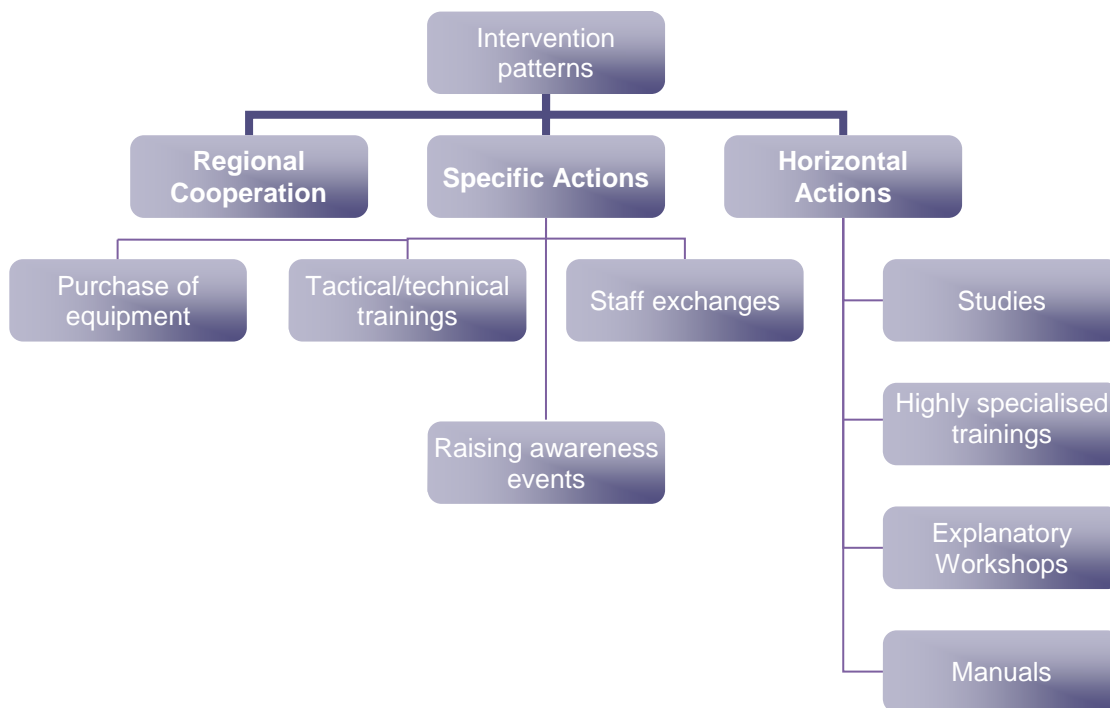 Intervention
patterns
Regional
Cooperation
Specific Actions
Horizontal
Actions
Purchase of
equipment
Tactical/technical
trainings
Staff exchanges
Raising awareness
events
Studies
Highly specialised
trainings
Explanatory
Workshops
Manuals